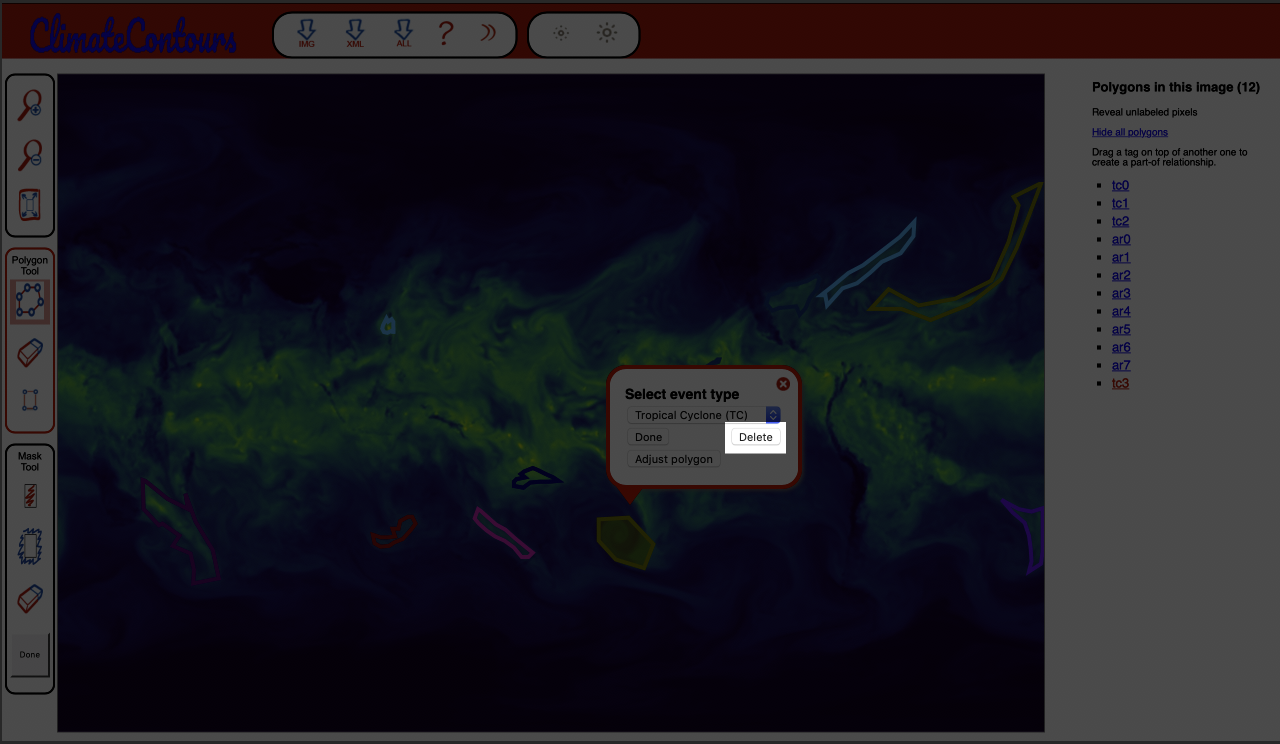 ClimateContours
IMG
XML
ALL
?
Polygons in this image (12)
Reveal unlabeled pixels
Hide all polygons
Drag a tag on top of another one to
create a part-of relationship.
tc0
tc1
tc2
ar0
ar1
ar2
ar3
ar4
ar5
ar6
ar7
tc3
Polygon
Tool
Mask
Tool
Done
Select event type
Tropical Cyclone (TC)
Done
Delete
Adjust polygon